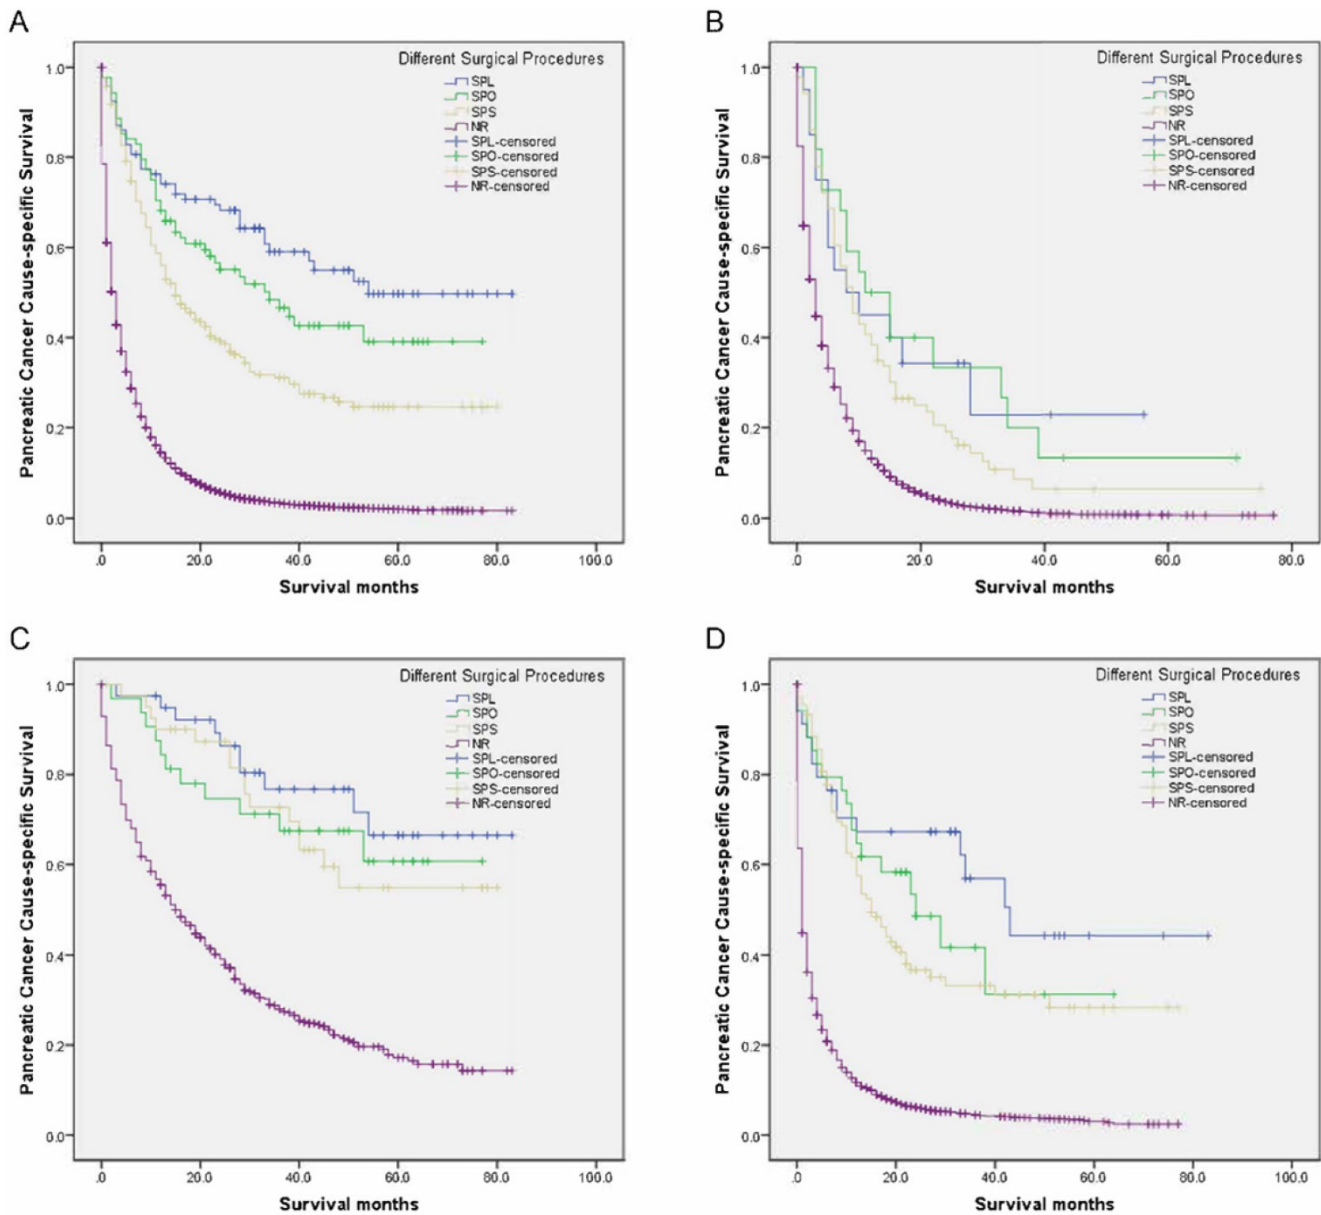 A
Different Surgical Procedures
SPL
SPO
SPS
NR
SPL-censored
SPO-censored
SPS-censored
NR-censored
Pancreatic Cancer Cause-specific Survival
1.0
0.8
0.6
0.4
0.2
0.0
.0 20.0 40.0 60.0 80.0 100.0
Survival months
B
Different Surgical Procedures
SPL
SPO
SPS
NR
SPL-censored
SPO-censored
SPS-censored
NR-censored
Pancreatic Cancer Cause-specific Survival
1.0
0.8
0.6
0.4
0.2
0.0
.0 20.0 40.0 60.0 80.0
Survival months
C
Different Surgical Procedures
SPL
SPO
SPS
NR
SPL-censored
SPO-censored
SPS-censored
NR-censored
Pancreatic Cancer Cause-specific Survival
1.0
0.8
0.6
0.4
0.2
0.0
.0 20.0 40.0 60.0 80.0 100.0
Survival months
D
Different Surgical Procedures
SPL
SPO
SPS
NR
SPL-censored
SPO-censored
SPS-censored
NR-censored
Pancreatic Cancer Cause-specific Survival
1.0
0.8
0.6
0.4
0.2
0.0
.0 20.0 40.0 60.0 80.0 100.0
Survival months